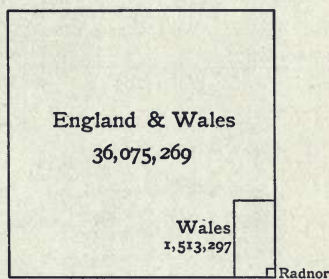 England & Wales
36,075,269
Wales
1,513,297
Radnor